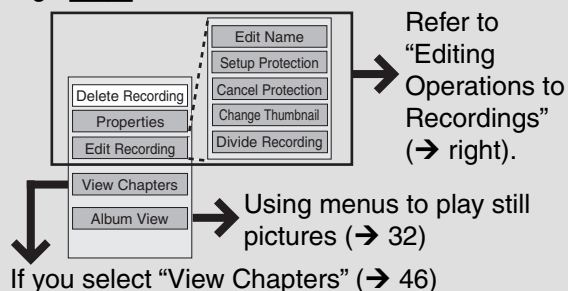 Edit Name
Setup Protection
Cancel Protection
Change Thumbnail
Divide Recording
Refer to
“Editing
Operations to
Recordings”
(➔ right).
Delete Recording
Properties
Edit Recording
View Chapters
Album View
Using menus to play still
pictures (➔ 32)
If you select “View Chapters” (➔ 46)